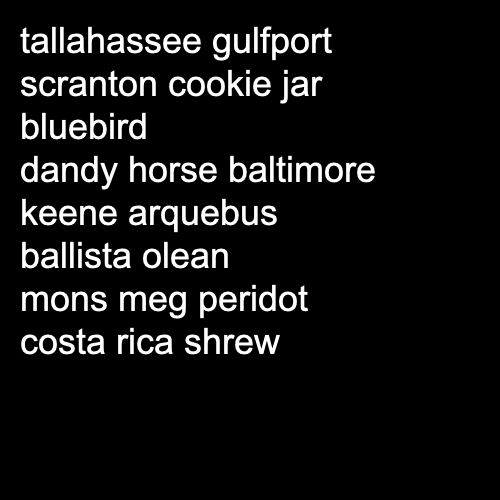 tallahassee gulfport
scranton cookie jar
bluebird
dandy horse baltimore
keene arquebus
ballista olean
mons meg peridot
costa rica shrew